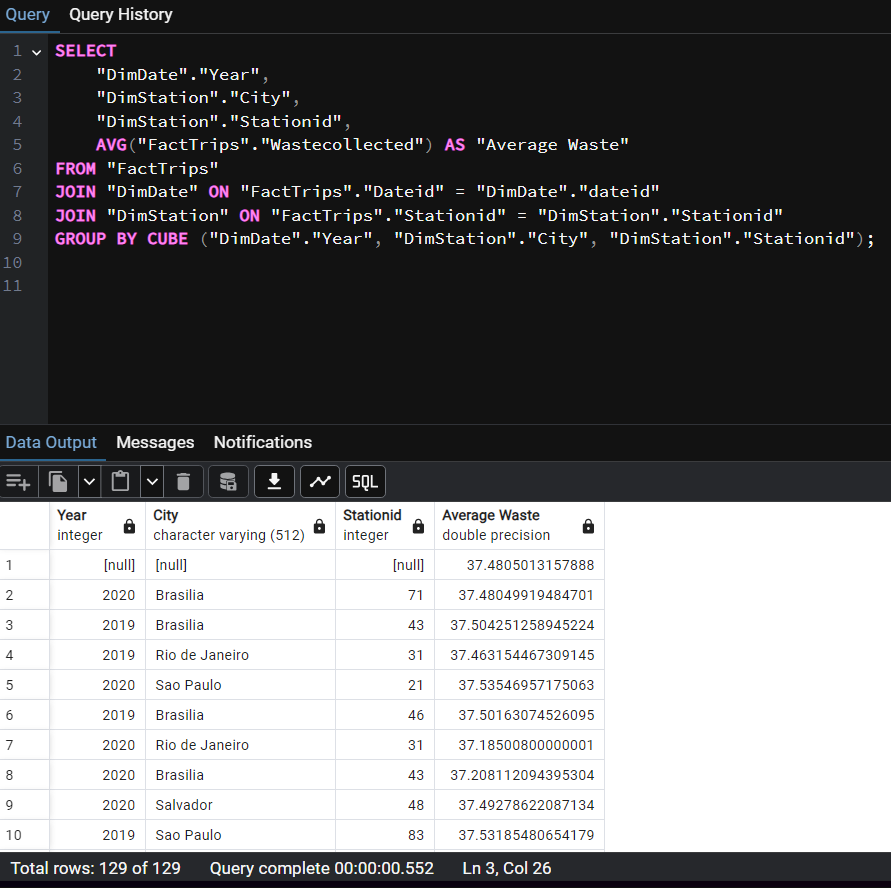 Query Query History
1 SELECT
2 "DimDate"."Year",
3 "DimStation"."City",
4 "DimStation"."Stationid",
5 AVG("FactTrips"."Wastecollected") AS "Average Waste"
6 FROM "FactTrips"
7 JOIN "DimDate" ON "FactTrips"."Dateid" = "DimDate"."dateid"
8 JOIN "DimStation" ON "FactTrips"."Stationid" = "DimStation"."Stationid"
9 GROUP BY CUBE ("DimDate"."Year", "DimStation"."City", "DimStation"."Stationid");
10
11
Data Output Messages Notifications
SQL
Year City Stationid Average Waste
integer character varying (512) integer double precision
1 [null] [null] [null] 37.4805013157888
2 2020 Brasilia 71 37.48049919484701
3 2019 Brasilia 43 37.504251258945224
4 2019 Rio de Janeiro 31 37.463154467309145
5 2020 Sao Paulo 21 37.53546957175063
6 2019 Brasilia 46 37.50163074526095
7 2020 Rio de Janeiro 31 37.18500800000001
8 2020 Brasilia 43 37.208112094395304
9 2020 Salvador 48 37.49278622087134
10 2019 Sao Paulo 83 37.53185480654179
Total rows: 129 of 129 Query complete 00:00:00.552 Ln 3, Col 26